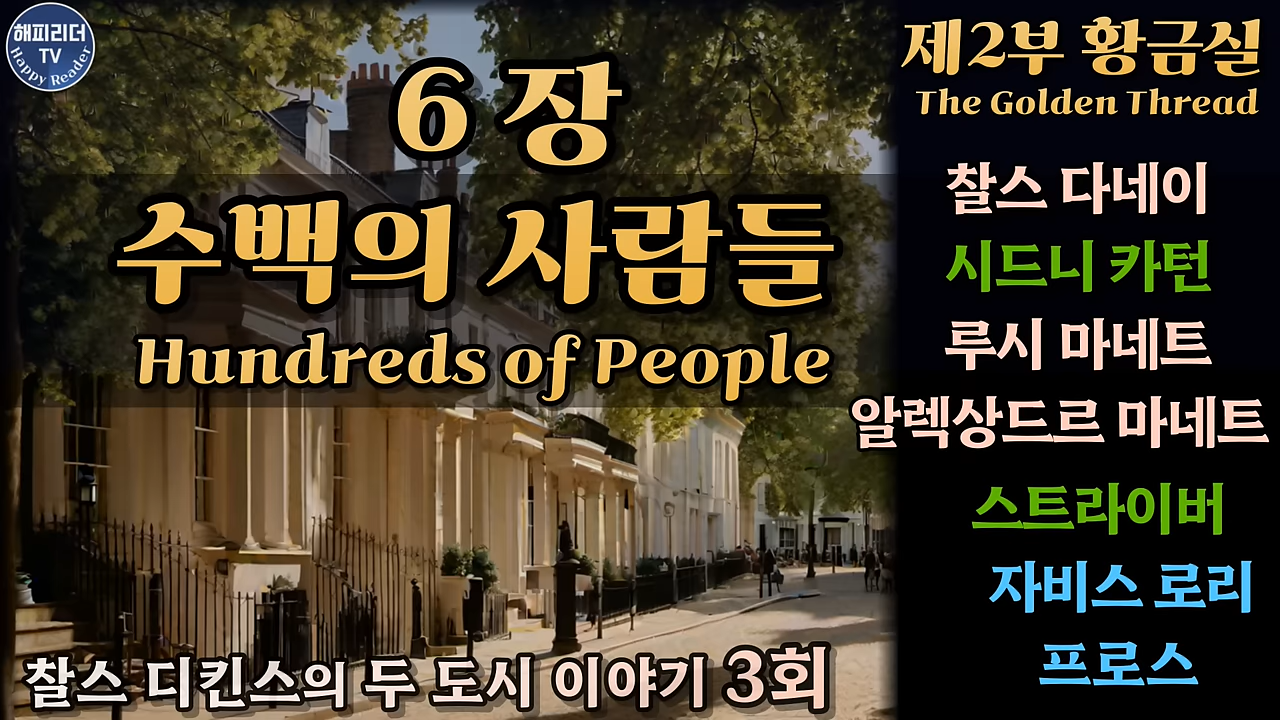 해피리더
TV
Happy Reader
6장
수백의 사람들
Hundreds of People
찰스 디킨스의 두 도시 이야기 3회
제2부 황금실
The Golden Thread
찰스 다네이
시드니 카턴
루시 마네트
알렉상드르 마네트
스트라이버
자비스 로리
프로스